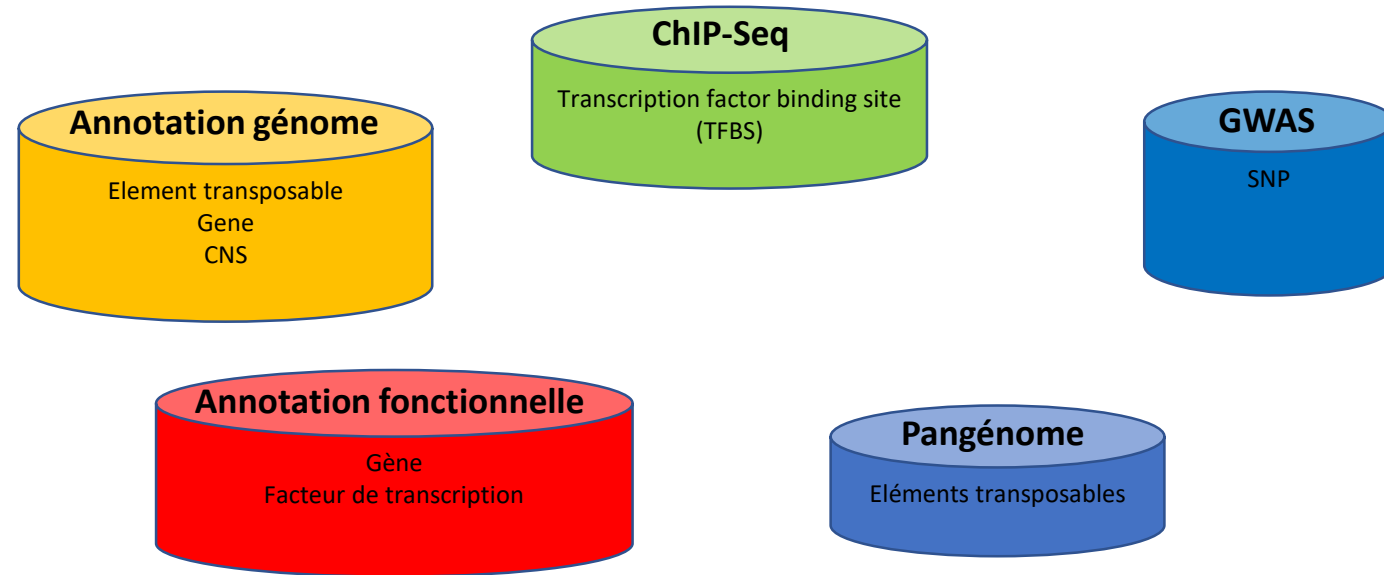 ChIP-Seq
Transcription factor binding site
(TFBS)
Annotation génome
Element transposable
Gene
CNS
GWAS
SNP
Annotation fonctionnelle
Gène
Facteur de transcription
Pangénome
Eléments transposables